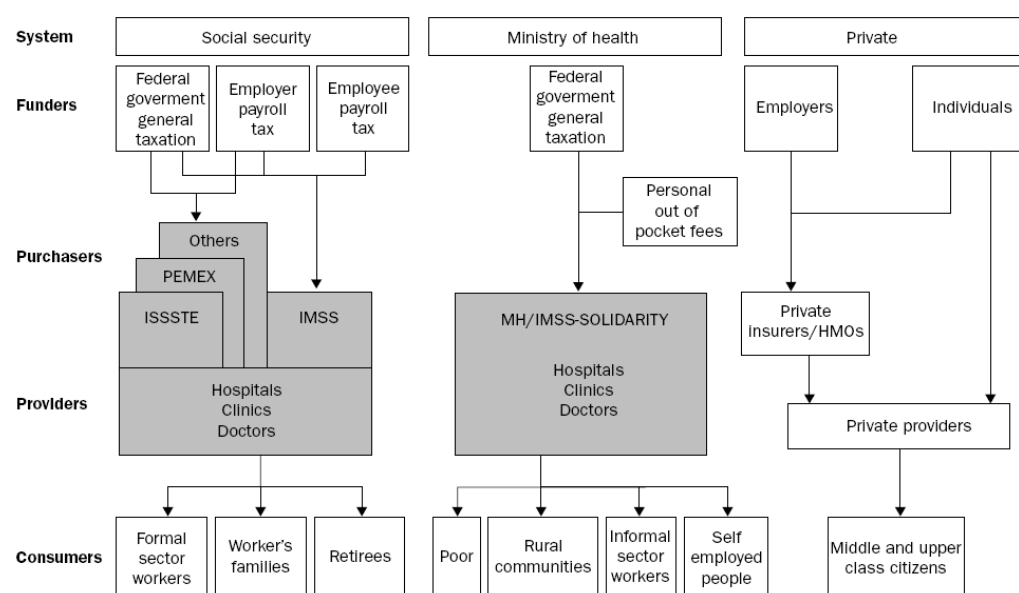 System
Social security
Ministry of health
Private
Funders
Federal
goverment
general
taxation
Employer
payroll
tax
Employee
payroll
tax
Federal
goverment
general
taxation
Employers
Individuals
Personal
out of
pocket fees
Purchasers
Others
PEMEX
ISSSTE
IMSS
MH/IMSS-SOLIDARITY
Private
insurers/HMOs
Providers
Hospitals
Clinics
Doctors
Hospitals
Clinics
Doctors
Private providers
Consumers
Formal
sector
workers
Worker's
families
Retirees
Poor
Rural
communities
Informal
sector
workers
Self
employed
people
Middle and upper
class citizens